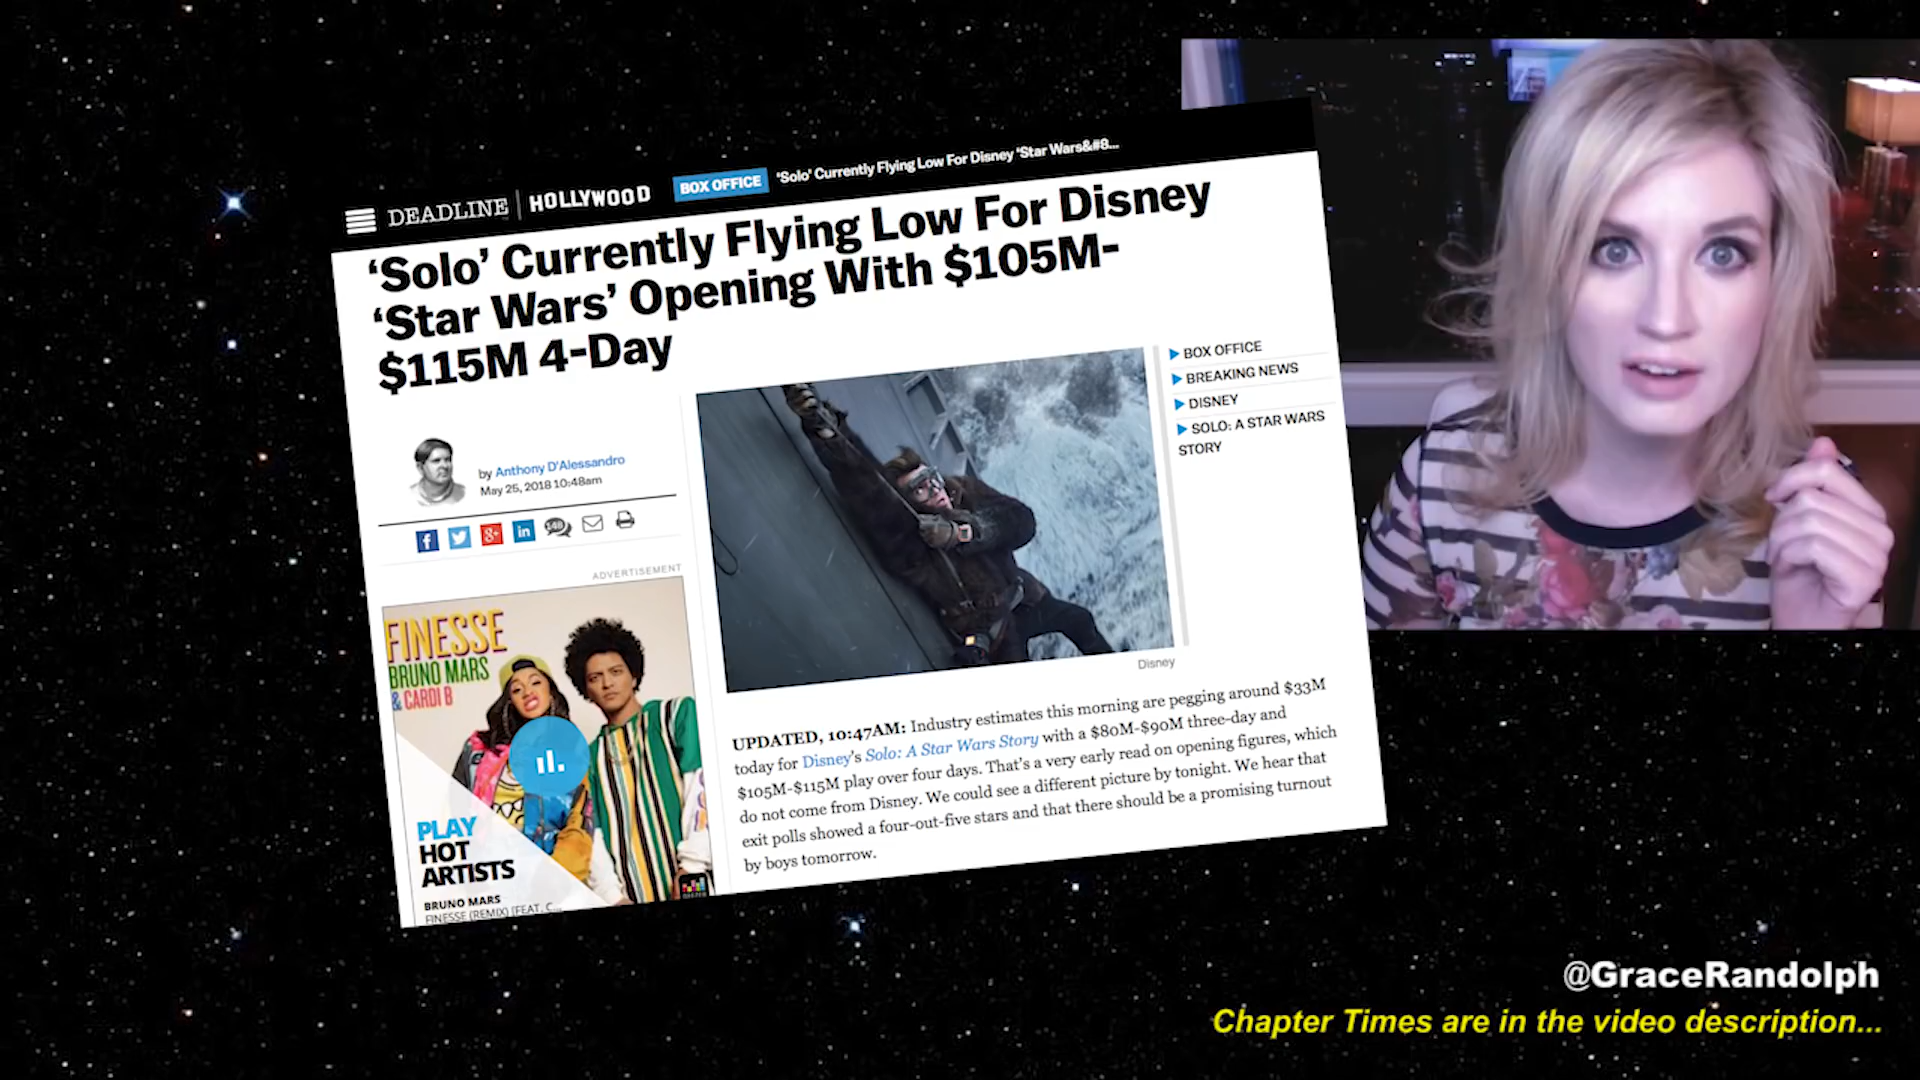 DEADLINE | HOLLYWOOD
BOX OFFICE
'Solo' Currently Flying Low For Disney 'Star Wars&#8...
‘Solo’ Currently Flying Low For Disney
‘Star Wars’ Opening With $105M-
$115M 4-Day
by Anthony D'Alessandro
May 25, 2018 10:48am
f
g+
in
148
BOX OFFICE
BREAKING NEWS
DISNEY
SOLO: A STAR WARS
STORY
ADVERTISEMENT
FINESSE
BRUNO MARS
& CARDI B
PLAY
HOT
ARTISTS
BRUNO MARS
FINESSE (REMIX) [FEAT. C...
Disney
UPDATED, 10:47AM: Industry estimates this morning are pegging around $33M
today for Disney's Solo: A Star Wars Story with a $80M-$90M three-day and
$105M-$115M play over four days. That's a very early read on opening figures, which
do not come from Disney. We could see a different picture by tonight. We hear that
exit polls showed a four-out-five stars and that there should be a promising turnout
by boys tomorrow.
@GraceRandolph
Chapter Times are in the video description...